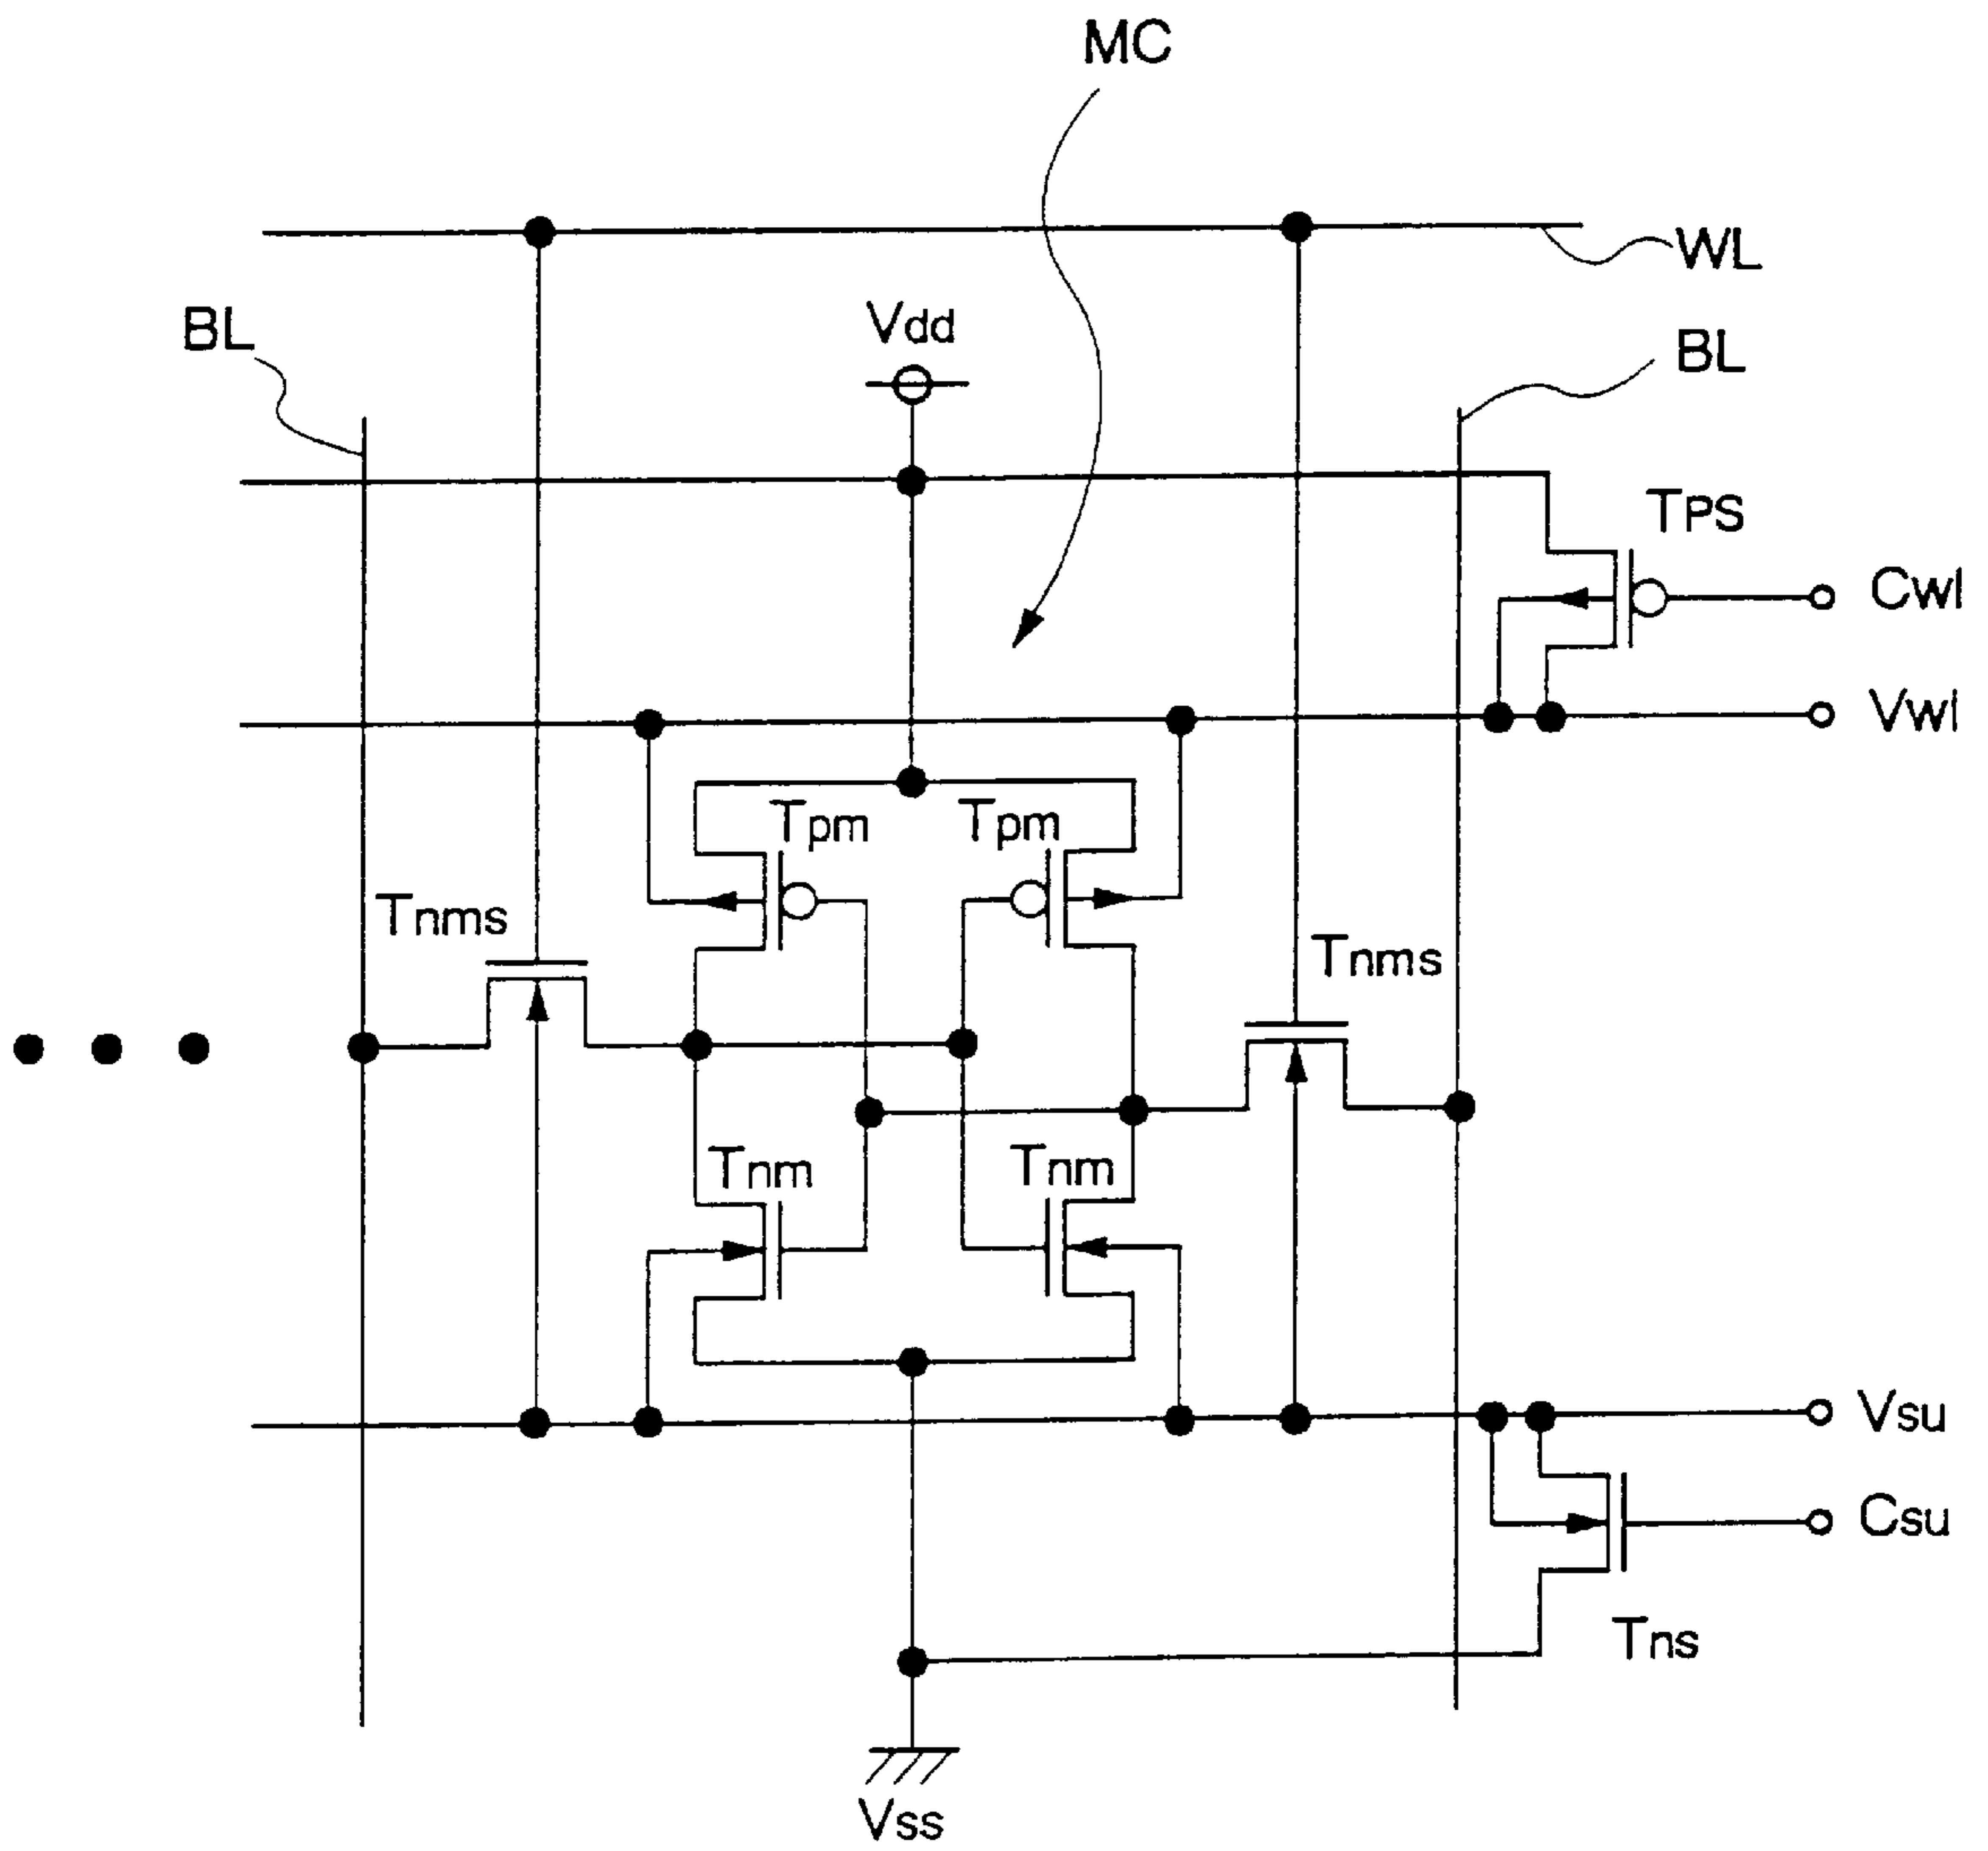 MC
WL
BL
Vdd
BL
TPS
Cwl
Vwl
Tpm
Tpm
Tnms
Tnms
Tnm
Tnm
Vsu
Csu
Tns
Vss